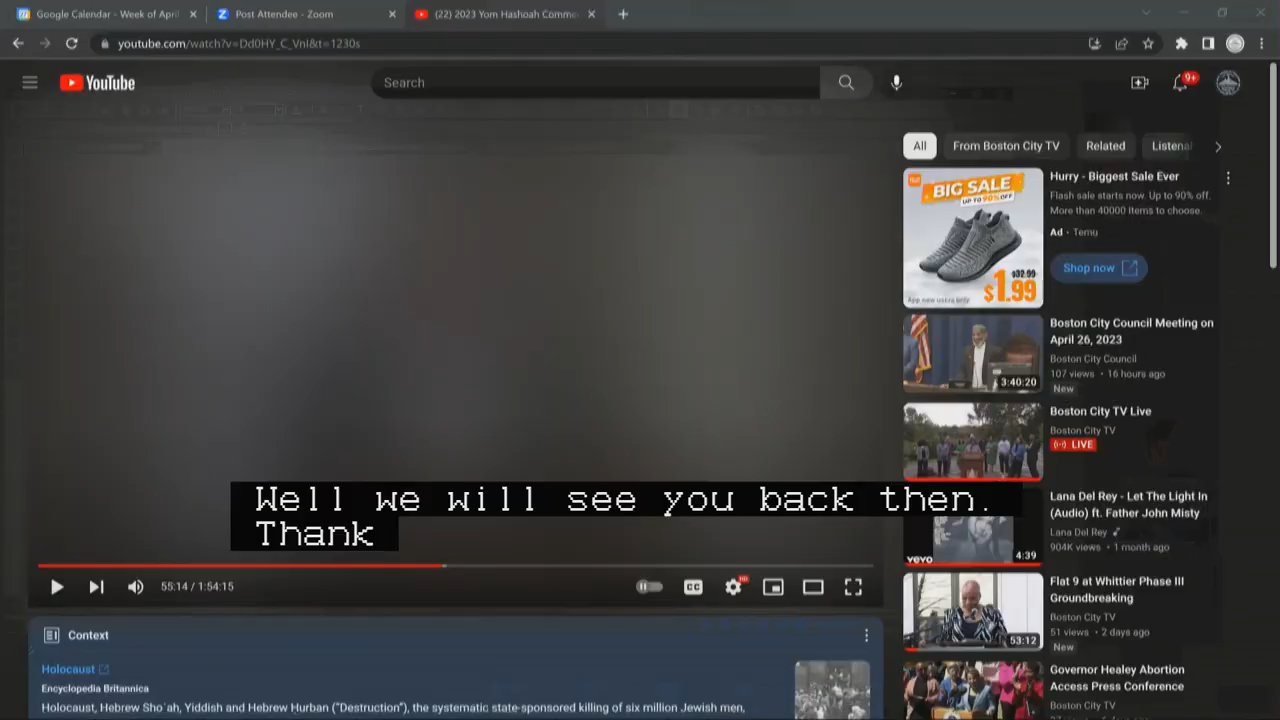 Google Calendar - Week of April
Post Attendee - Zoom
(22) 2023 Yom Hashoah Comme
youtube.com/watch?v=Dd0HY_C_VnI&t=1230s
YouTube
Search
9+
All
From Boston City TV
Related
Listena
BIG SALE
UP TO 90% OFF
$32.99
$1.99
App new users only
Hurry - Biggest Sale Ever
Flash sale starts now. Up to 90% off.
More than 40000 items to choose.
Ad · Temu
Shop now
3:40:20
Boston City Council Meeting on
April 26, 2023
Boston City Council
107 views • 16 hours ago
New
Boston City TV Live
Boston City TV
LIVE
Well we will see you back then.
Thank
vevo
4:39
Lana Del Rey - Let The Light In
(Audio) ft. Father John Misty
Lana Del Rey
904K views • 1 month ago
55:14 / 1:54:15
CC
53:12
Flat 9 at Whittier Phase III
Groundbreaking
Boston City TV
51 views • 2 days ago
New
Context
Holocaust
Encyclopedia Britannica
Holocaust, Hebrew Shoʾah, Yiddish and Hebrew Ḥurban (“Destruction”), the systematic state-sponsored killing of six million Jewish men,
Governor Healey Abortion
Access Press Conference
Boston City TV